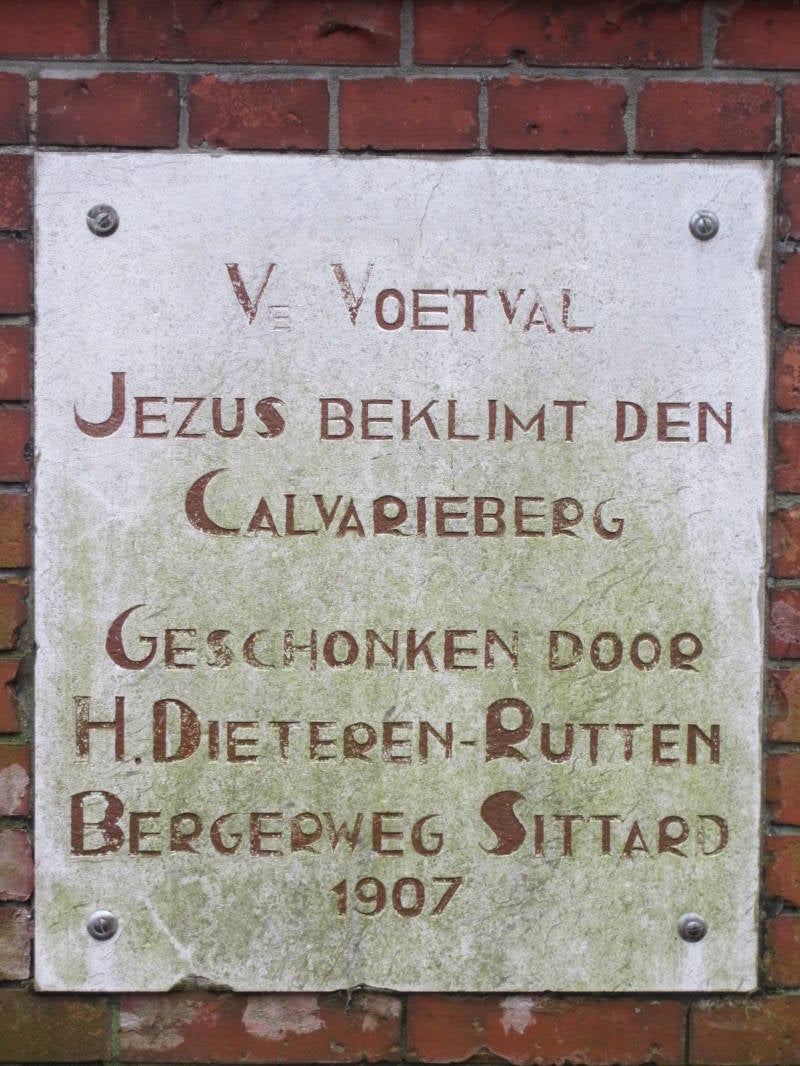 Ve VOETVAL
JEZUS BEKLIMT DEN
CALVARIEBERG
GESCHONKEN DOOR
H. DIETEREN-RUTTEN
BERGERWEG SITTARD
1907